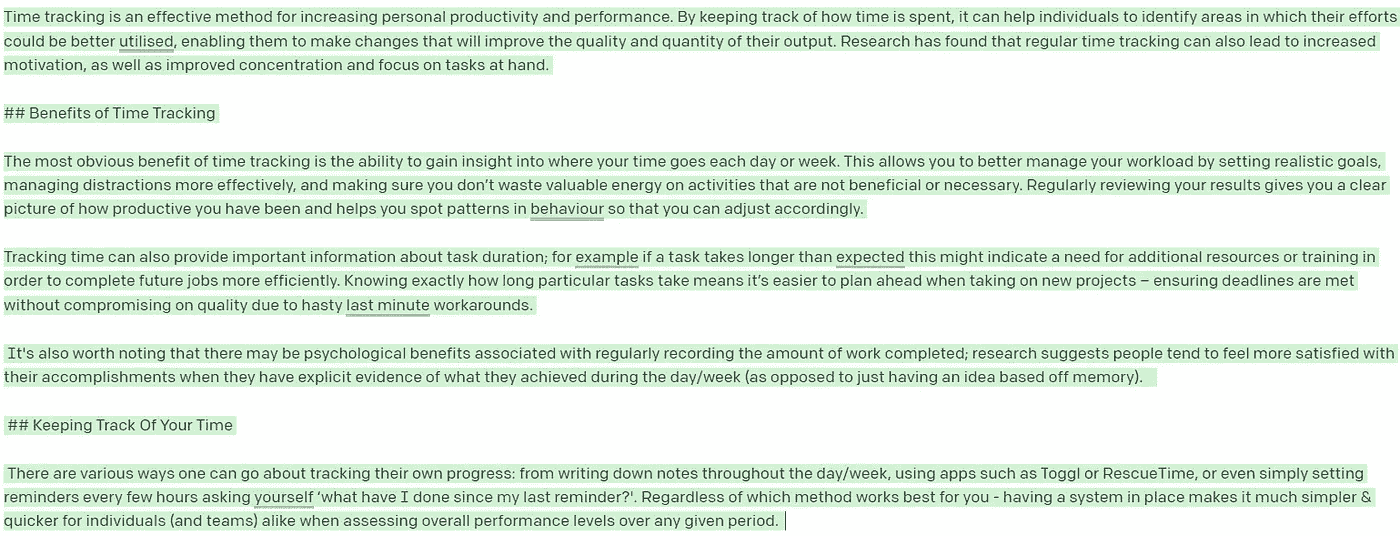 Time tracking is an effective method for increasing personal productivity and performance. By keeping track of how time is spent, it can help individuals to identify areas in which their efforts
could be better utilised, enabling them to make changes that will improve the quality and quantity of their output. Research has found that regular time tracking can also lead to increased
motivation, as well as improved concentration and focus on tasks at hand.
## Benefits of Time Tracking
The most obvious benefit of time tracking is the ability to gain insight into where your time goes each day or week. This allows you to better manage your workload by setting realistic goals,
managing distractions more effectively, and making sure you don’t waste valuable energy on activities that are not beneficial or necessary. Regularly reviewing your results gives you a clear
picture of how productive you have been and helps you spot patterns in behaviour so that you can adjust accordingly.
Tracking time can also provide important information about task duration; for example if a task takes longer than expected this might indicate a need for additional resources or training in
order to complete future jobs more efficiently. Knowing exactly how long particular tasks take means it’s easier to plan ahead when taking on new projects – ensuring deadlines are met
without compromising on quality due to hasty last minute workarounds.
It's also worth noting that there may be psychological benefits associated with regularly recording the amount of work completed; research suggests people tend to feel more satisfied with
their accomplishments when they have explicit evidence of what they achieved during the day/week (as opposed to just having an idea based off memory).
## Keeping Track Of Your Time
There are various ways one can go about tracking their own progress: from writing down notes throughout the day/week, using apps such as Toggl or RescueTime, or even simply setting
reminders every few hours asking yourself ‘what have I done since my last reminder?'. Regardless of which method works best for you - having a system in place makes it much simpler &
quicker for individuals (and teams) alike when assessing overall performance levels over any given period.